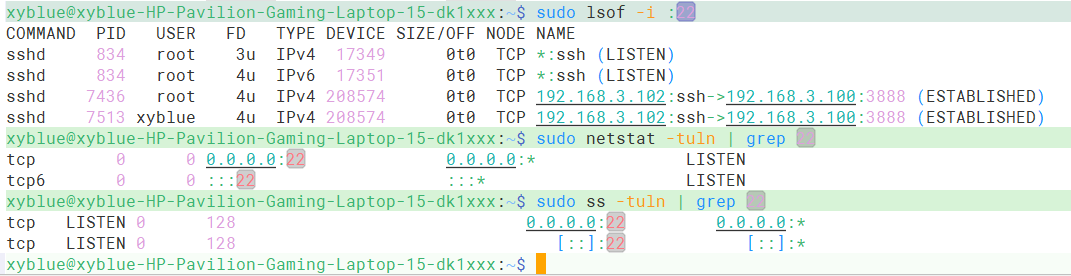 xyblue@xyblue-HP-Pavilion-Gaming-Laptop-15-dk1xxx:~$ sudo lsof -i :22
COMMAND  PID   USER   FD   TYPE DEVICE SIZE/OFF NODE NAME
sshd     834   root    3u  IPv4  17349      0t0  TCP *:ssh (LISTEN)
sshd     834   root    4u  IPv6  17351      0t0  TCP *:ssh (LISTEN)
sshd    7436   root    4u  IPv4 208574      0t0  TCP 192.168.3.102:ssh->192.168.3.100:3888 (ESTABLISHED)
sshd    7513 xyblue    4u  IPv4 208574      0t0  TCP 192.168.3.102:ssh->192.168.3.100:3888 (ESTABLISHED)
xyblue@xyblue-HP-Pavilion-Gaming-Laptop-15-dk1xxx:~$ sudo netstat -tuln | grep 22
tcp        0      0 0.0.0.0:22              0.0.0.0:*               LISTEN
tcp6       0      0 :::22                   :::*                    LISTEN
xyblue@xyblue-HP-Pavilion-Gaming-Laptop-15-dk1xxx:~$ sudo ss -tuln | grep 22
tcp   LISTEN 0      128                             0.0.0.0:22         0.0.0.0:*
tcp   LISTEN 0      128                                [::]:22            [::]:*
xyblue@xyblue-HP-Pavilion-Gaming-Laptop-15-dk1xxx:~$